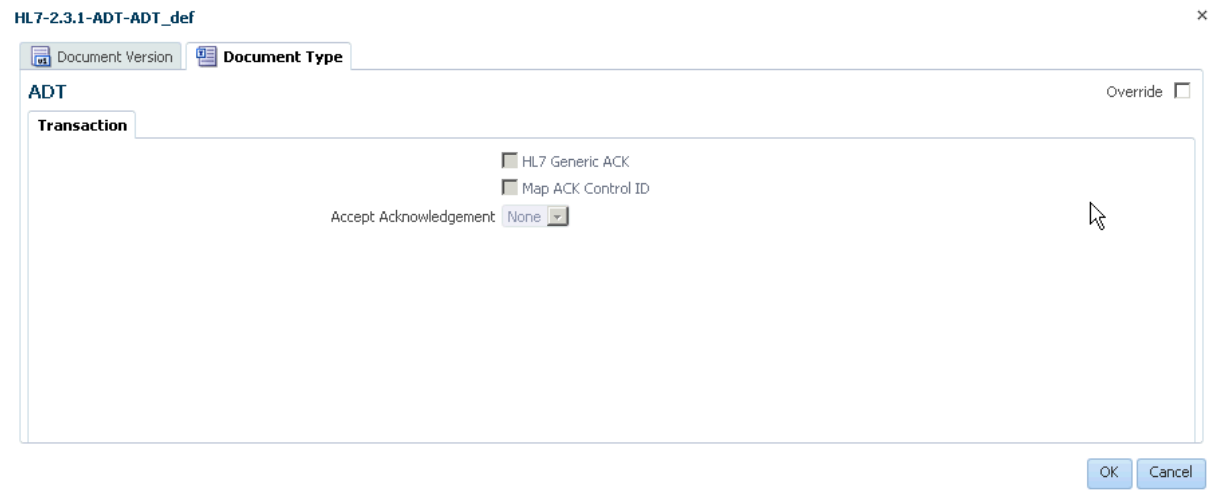 HL7-2.3.1-ADT-ADT_def
Document Version Document Type
ADT Override
Transaction
HL7 Generic ACK
Map ACK Control ID
Accept Acknowledgement None
OK Cancel